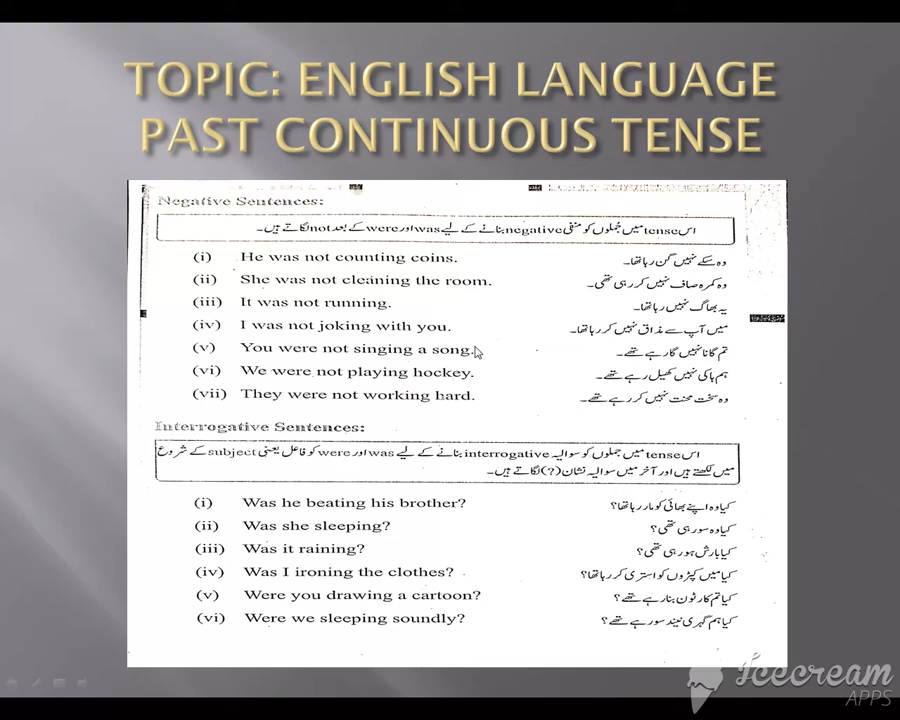 TOPIC: ENGLISH LANGUAGE
PAST CONTINUOUS TENSE
Negative Sentences:
اس tense میں جملوں کو منفی negative بنانے کے لیے was اور were کے بعد not لگاتے ہیں۔
(i) He was not counting coins. وہ سکے نہیں گن رہا تھا۔
(ii) She was not cleaning the room. وہ کمرہ صاف نہیں کر رہی تھی۔
(iii) It was not running. یہ بھاگ نہیں رہا تھا۔
(iv) I was not joking with you. میں آپ سے مذاق نہیں کر رہا تھا۔
(v) You were not singing a song. تم گانا نہیں گا رہے تھے۔
(vi) We were not playing hockey. ہم ہاکی نہیں کھیل رہے تھے۔
(vii) They were not working hard. وہ سخت محنت نہیں کر رہے تھے۔
Interrogative Sentences:
اس tense میں جملوں کو سوالیہ interrogative بنانے کے لیے was اور were کو فاعل یعنی subject کے شروع
میں لکھتے ہیں اور آخر میں سوالیہ نشان (?) لگاتے ہیں۔
(i) Was he beating his brother? کیا وہ اپنے بھائی کو مار رہا تھا؟
(ii) Was she sleeping? کیا وہ سو رہی تھی؟
(iii) Was it raining? کیا بارش ہو رہی تھی؟
(iv) Was I ironing the clothes? کیا میں کپڑوں کو استری کر رہا تھا؟
(v) Were you drawing a cartoon? کیا تم کارٹون بنا رہے تھے؟
(vi) Were we sleeping soundly? کیا ہم گہری نیند سو رہے تھے؟
Icecream
APPS